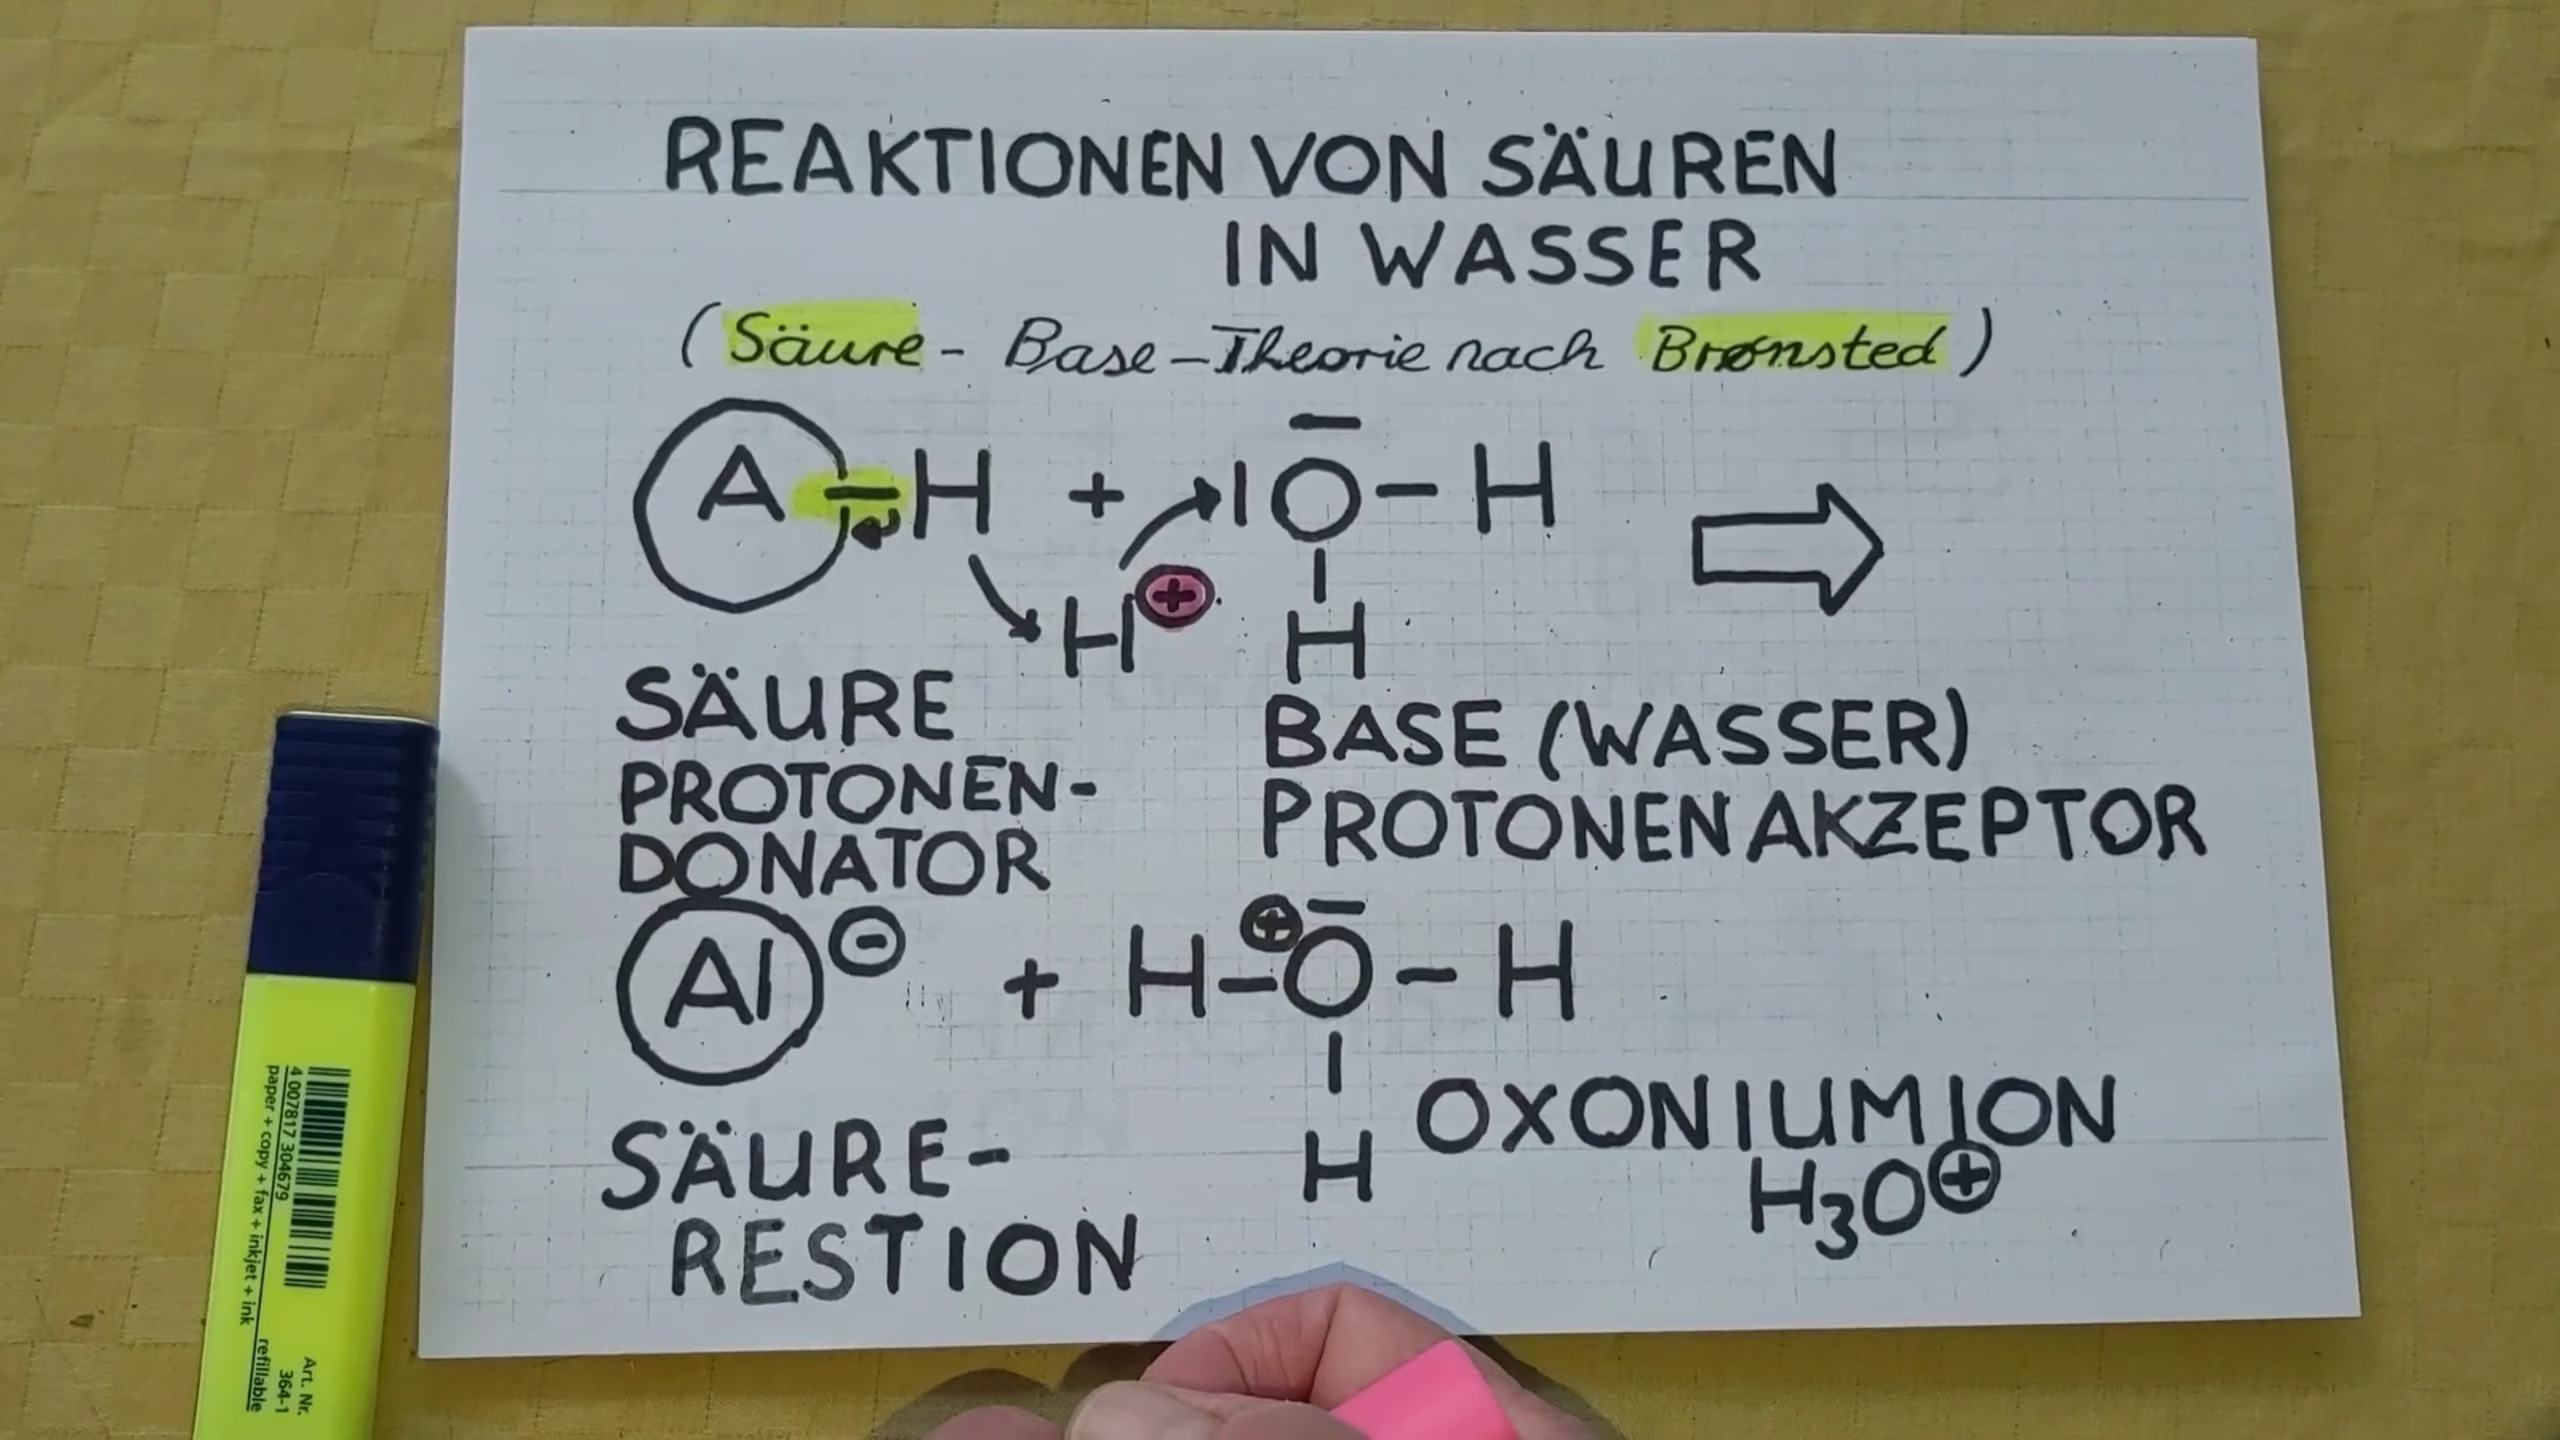 REAKTIONEN VON SÄUREN
IN WASSER
(Säure - Base - Theorie nach Brønsted)
A - H + |O - H
H ⊕ H
SÄURE
PROTONEN-
DONATOR
BASE (WASSER)
PROTONENAKZEPTOR
A| ⊖ + H - O ⊕ - H
H
SÄURE-
RESTION
OXONIUMION
H3O⊕
4 007817 304679
paper + copy + fax + inkjet + ink
refillable
Art. Nr.
364-1